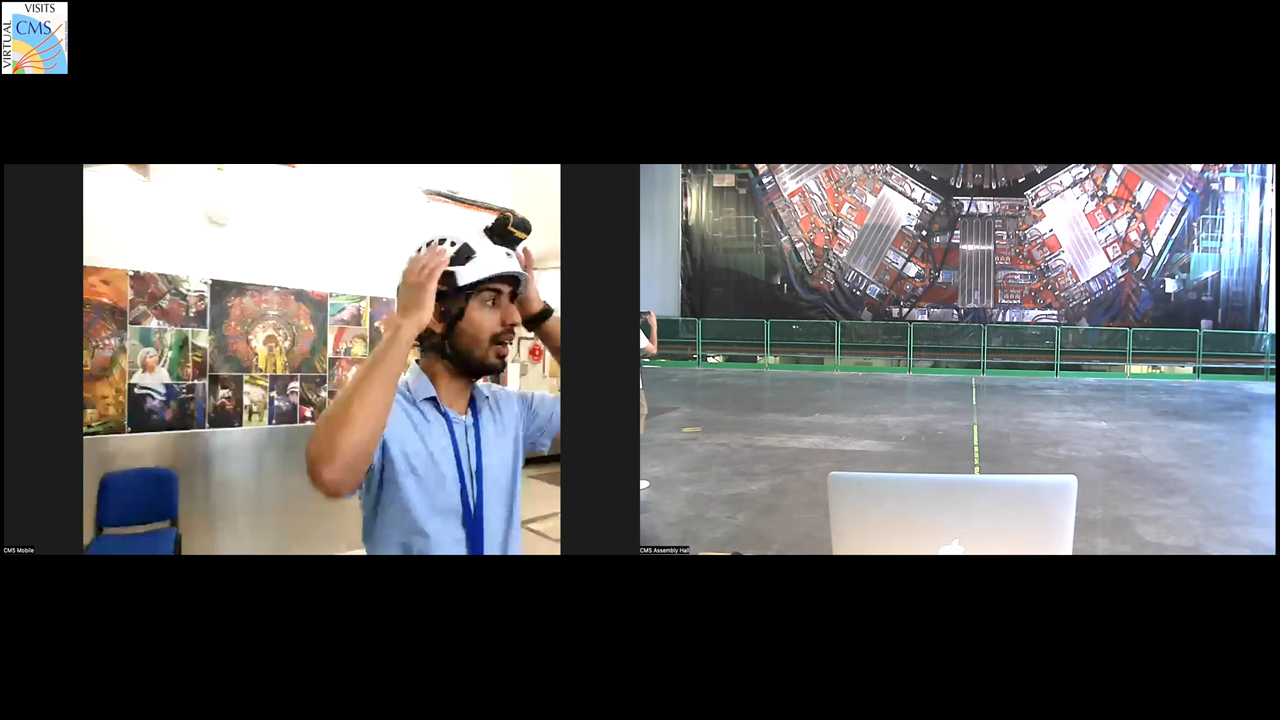 VISITS
VIRTUAL
CMS
CMS Mobile
CMS Assembly Hall